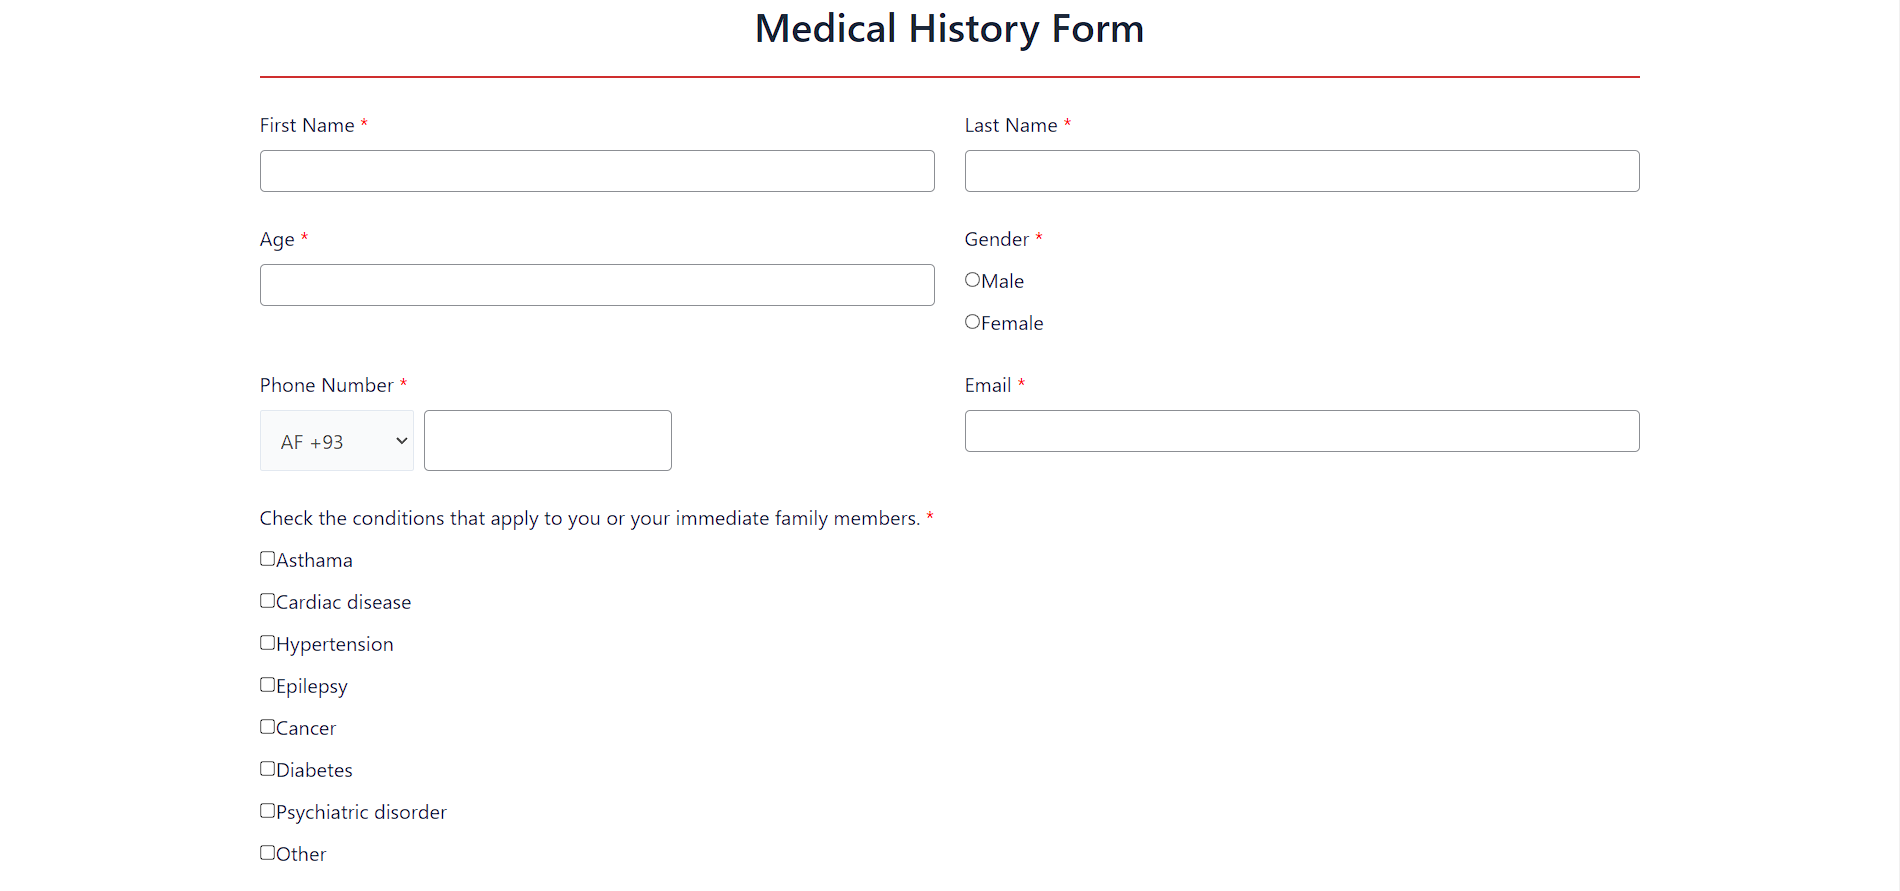 Medical History Form
First Name *
Last Name *
Age *
Gender *
Male
Female
Phone Number *
AF +93
Email *
Check the conditions that apply to you or your immediate family members. *
Asthama
Cardiac disease
Hypertension
Epilepsy
Cancer
Diabetes
Psychiatric disorder
Other